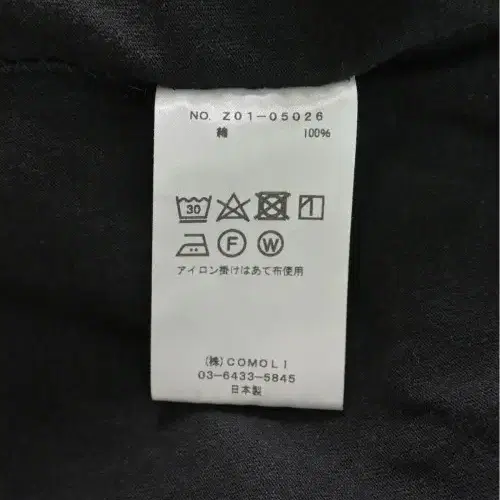 NO. Z01-05026
綿 100%
30
F W
アイロン掛けはあて布使用
(株)COMOLI
03-6433-5845
日本製